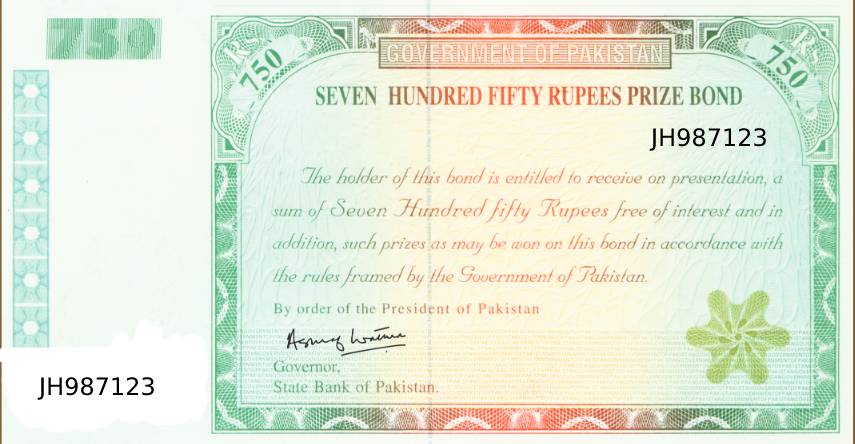 750
Rs
750
GOVERNMENT OF PAKISTAN
Rs
750
SEVEN HUNDRED FIFTY RUPEES PRIZE BOND
JH987123
The holder of this bond is entitled to receive on presentation, a
sum of Seven Hundred fifty Rupees free of interest and in
addition, such prizes as may be won on this bond in accordance with
the rules framed by the Government of Pakistan.
By order of the President of Pakistan
Governor,
State Bank of Pakistan.
JH987123